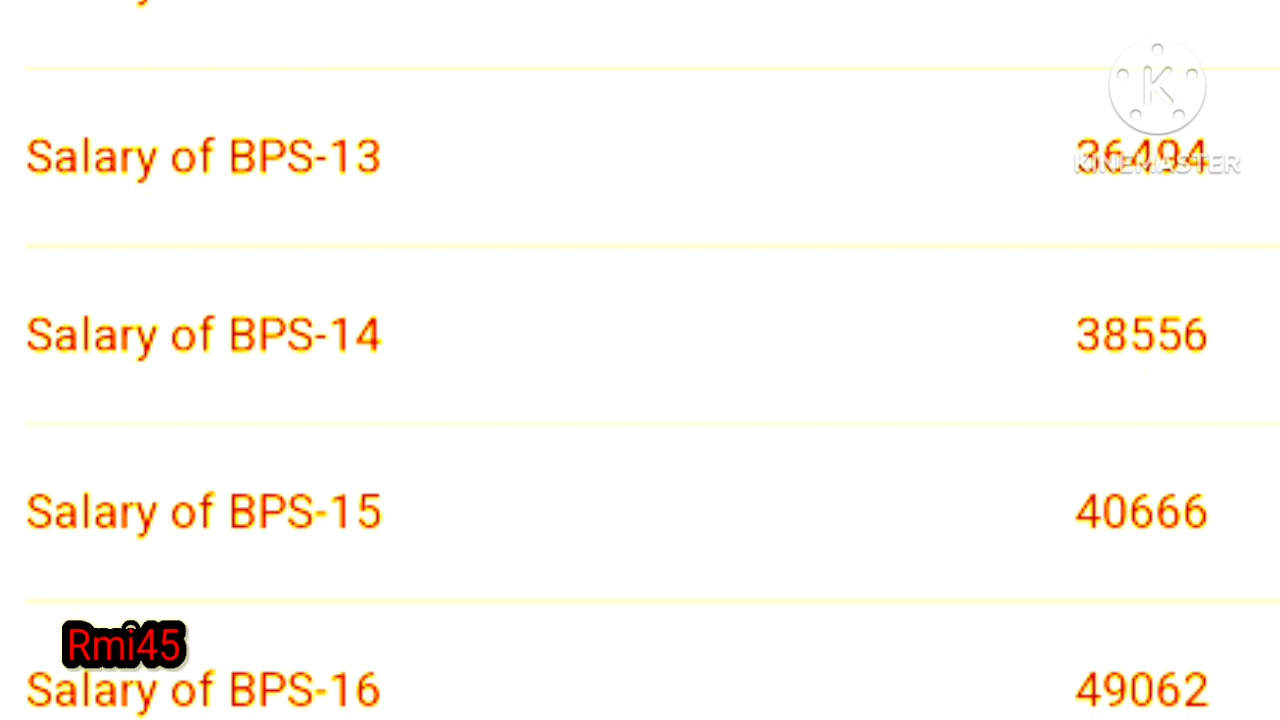 K
KINEMASTER
Salary of BPS-13 36494
Salary of BPS-14 38556
Salary of BPS-15 40666
Rmi45
Salary of BPS-16 49062